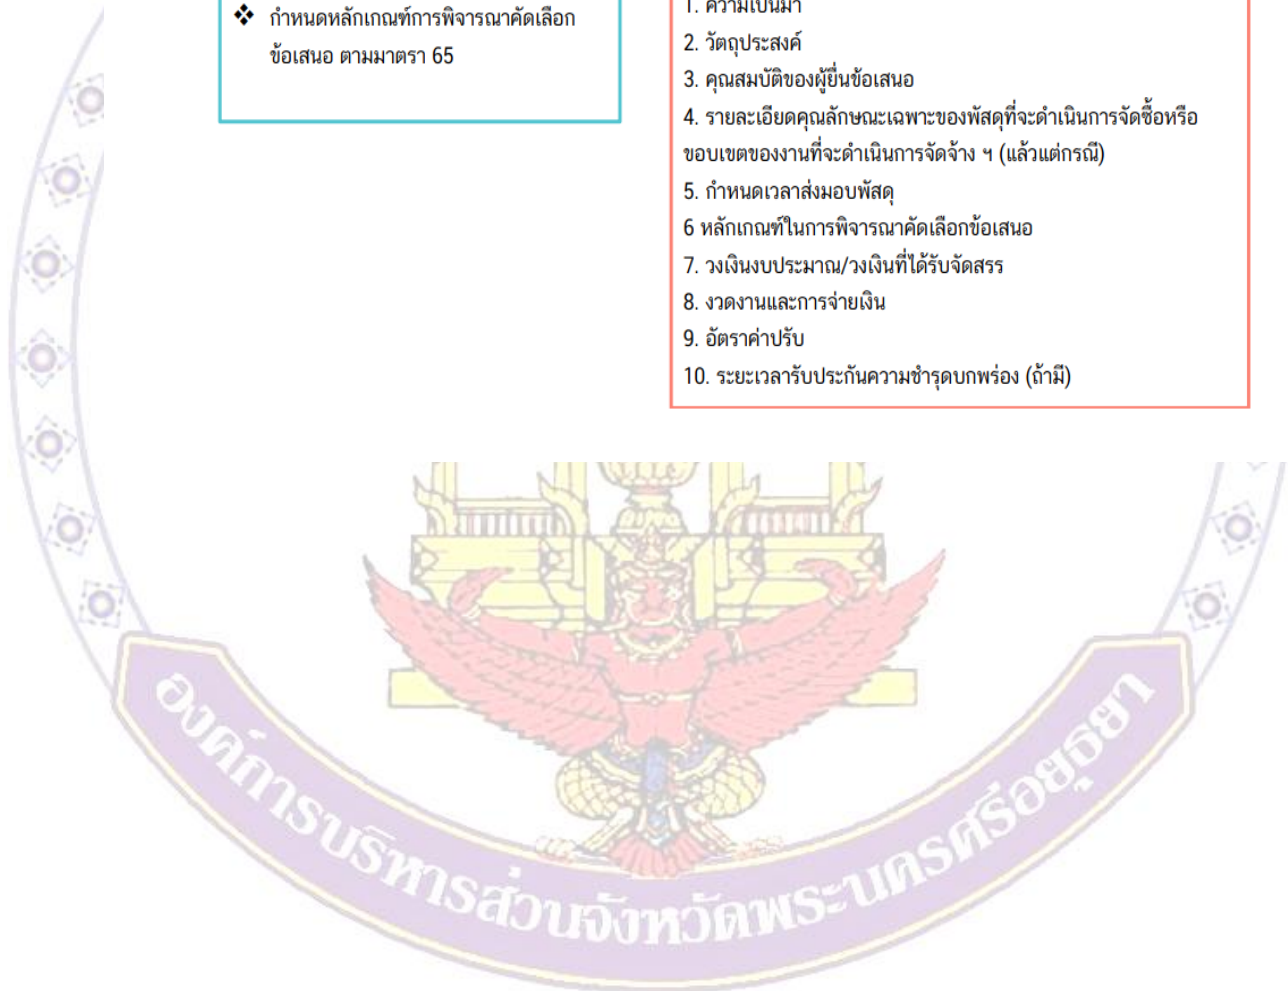 ❖ กำหนดหลักเกณฑ์การพิจารณาคัดเลือก
ข้อเสนอ ตามมาตรา 65
1. ความเป็นมา
2. วัตถุประสงค์
3. คุณสมบัติของผู้ยื่นข้อเสนอ
4. รายละเอียดคุณลักษณะเฉพาะของพัสดุที่จะดำเนินการจัดซื้อหรือ
ขอบเขตของงานที่จะดำเนินการจัดจ้าง ฯ (แล้วแต่กรณี)
5. กำหนดเวลาส่งมอบพัสดุ
6 หลักเกณฑ์ในการพิจารณาคัดเลือกข้อเสนอ
7. วงเงินงบประมาณ/วงเงินที่ได้รับจัดสรร
8. งวดงานและการจ่ายเงิน
9. อัตราค่าปรับ
10. ระยะเวลารับประกันความชำรุดบกพร่อง (ถ้ามี)
องค์การบริหารส่วนจังหวัดพระนครศรีอยุธยา